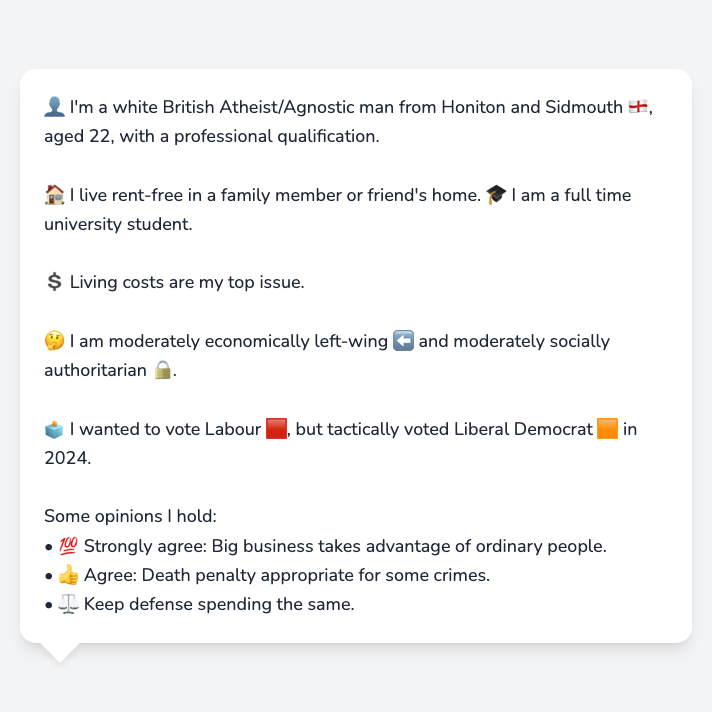 👤 I'm a white British Atheist/Agnostic man from Honiton and Sidmouth 🏴󠁧󠁢󠁥󠁮󠁧󠁿,
aged 22, with a professional qualification.
🏠 I live rent-free in a family member or friend's home. 🎓 I am a full time
university student.
💲 Living costs are my top issue.
🤔 I am moderately economically left-wing ⬅️ and moderately socially
authoritarian 🔒.
🗳️ I wanted to vote Labour 🟥, but tactically voted Liberal Democrat 🟧 in
2024.
Some opinions I hold:
• 💯 Strongly agree: Big business takes advantage of ordinary people.
• 👍 Agree: Death penalty appropriate for some crimes.
• ⚖️ Keep defense spending the same.